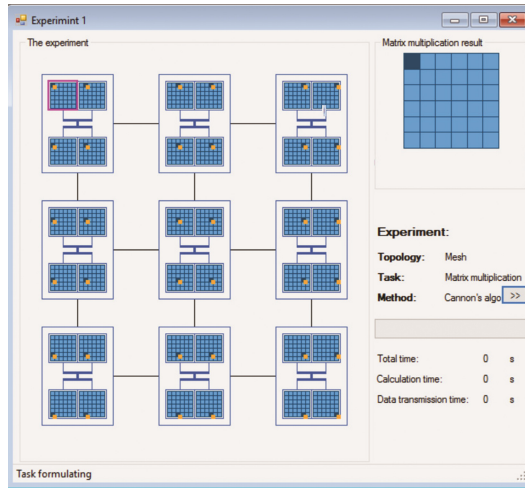 Experimint 1
The experiment
Matrix multiplication result
Experiment:
Topology: Mesh
Task: Matrix multiplication
Method: Cannon's algo >>
Total time: 0 s
Calculation time: 0 s
Data transmission time: 0 s
Task formulating